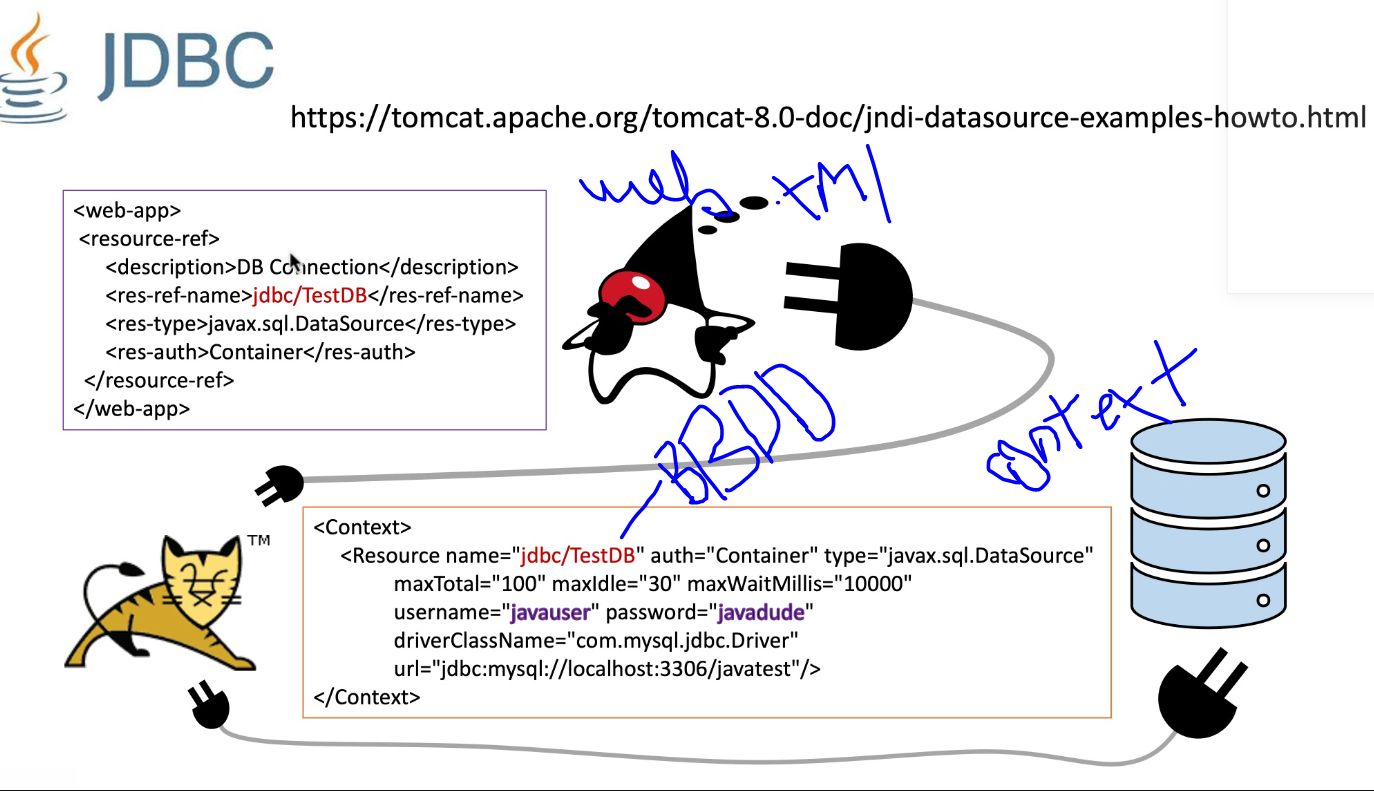 JDBC
https://tomcat.apache.org/tomcat-8.0-doc/jndi-datasource-examples-howto.html
web .xml
<web-app>
<resource-ref>
<description>DB Connection</description>
<res-ref-name>jdbc/TestDB</res-ref-name>
<res-type>javax.sql.DataSource</res-type>
<res-auth>Container</res-auth>
</resource-ref>
</web-app>
context
BBDD
TM
<Context>
<Resource name="jdbc/TestDB" auth="Container" type="javax.sql.DataSource"
maxTotal="100" maxIdle="30" maxWaitMillis="10000"
username="javauser" password="javadude"
driverClassName="com.mysql.jdbc.Driver"
url="jdbc:mysql://localhost:3306/javatest"/>
</Context>